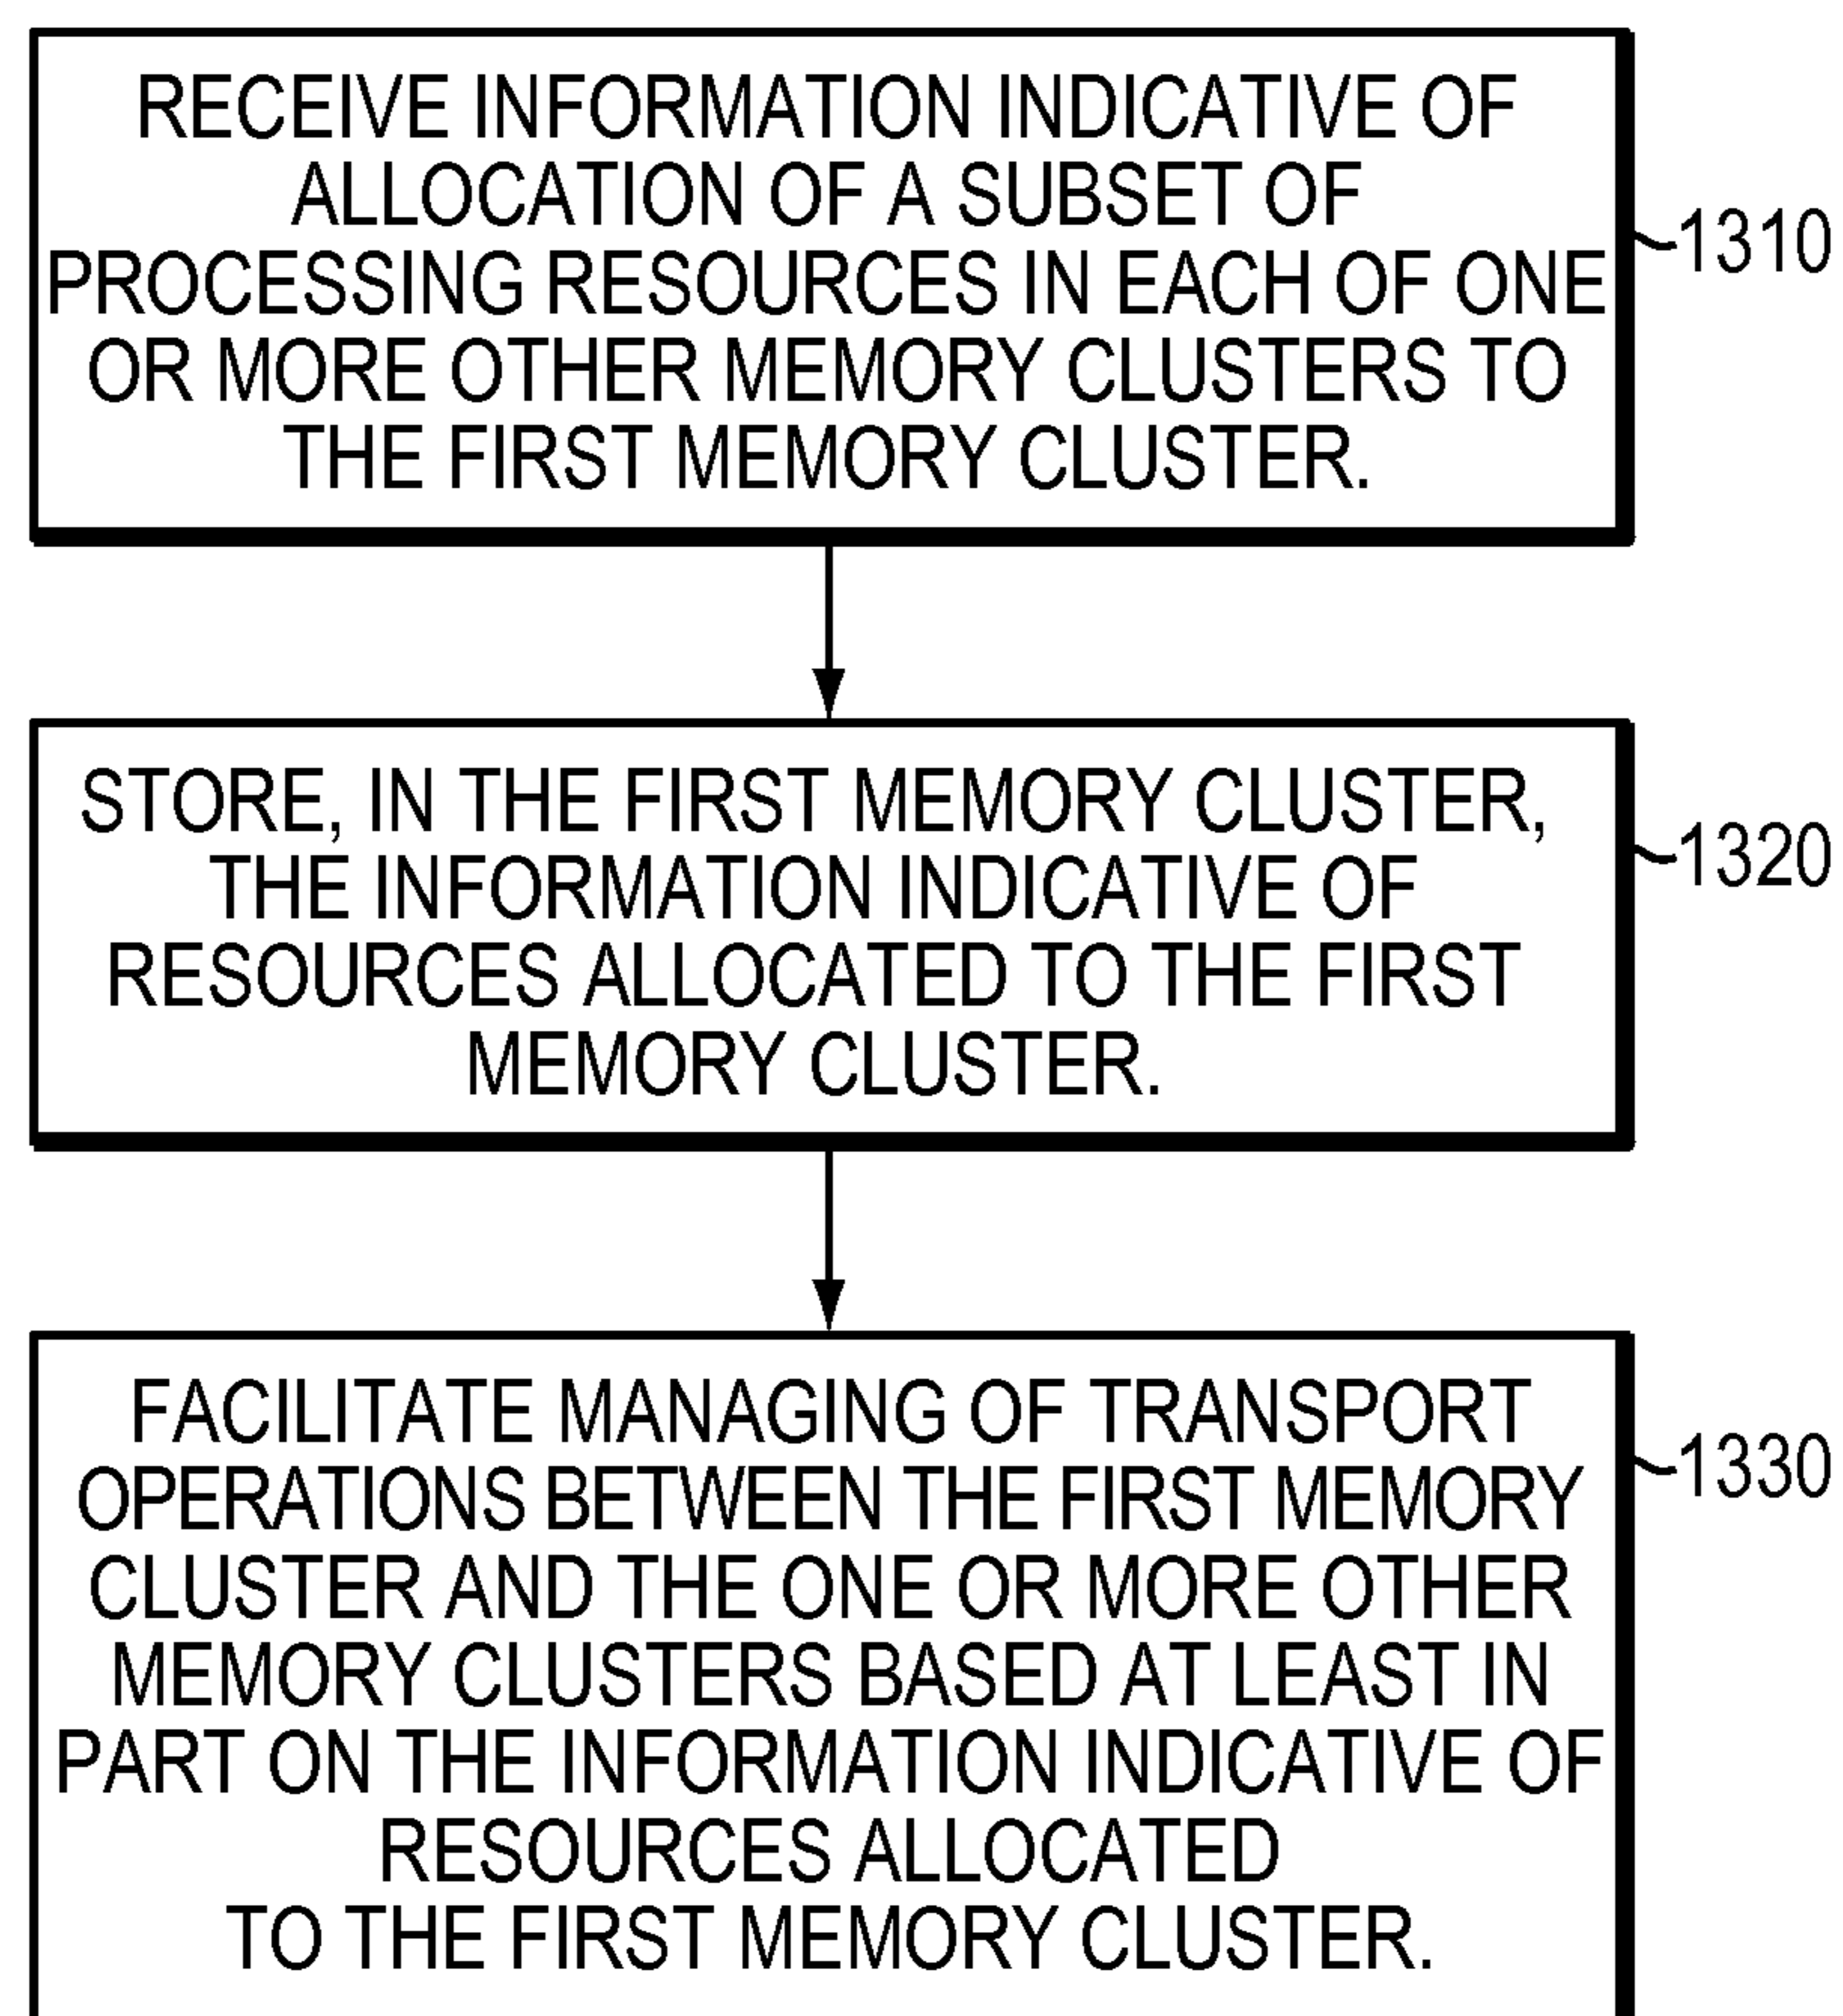 RECEIVE INFORMATION INDICATIVE OF
ALLOCATION OF A SUBSET OF
PROCESSING RESOURCES IN EACH OF ONE
OR MORE OTHER MEMORY CLUSTERS TO
THE FIRST MEMORY CLUSTER.
1310
STORE, IN THE FIRST MEMORY CLUSTER,
THE INFORMATION INDICATIVE OF
RESOURCES ALLOCATED TO THE FIRST
MEMORY CLUSTER.
1320
FACILITATE MANAGING OF TRANSPORT
OPERATIONS BETWEEN THE FIRST MEMORY
CLUSTER AND THE ONE OR MORE OTHER
MEMORY CLUSTERS BASED AT LEAST IN
PART ON THE INFORMATION INDICATIVE OF
RESOURCES ALLOCATED
TO THE FIRST MEMORY CLUSTER.
1330